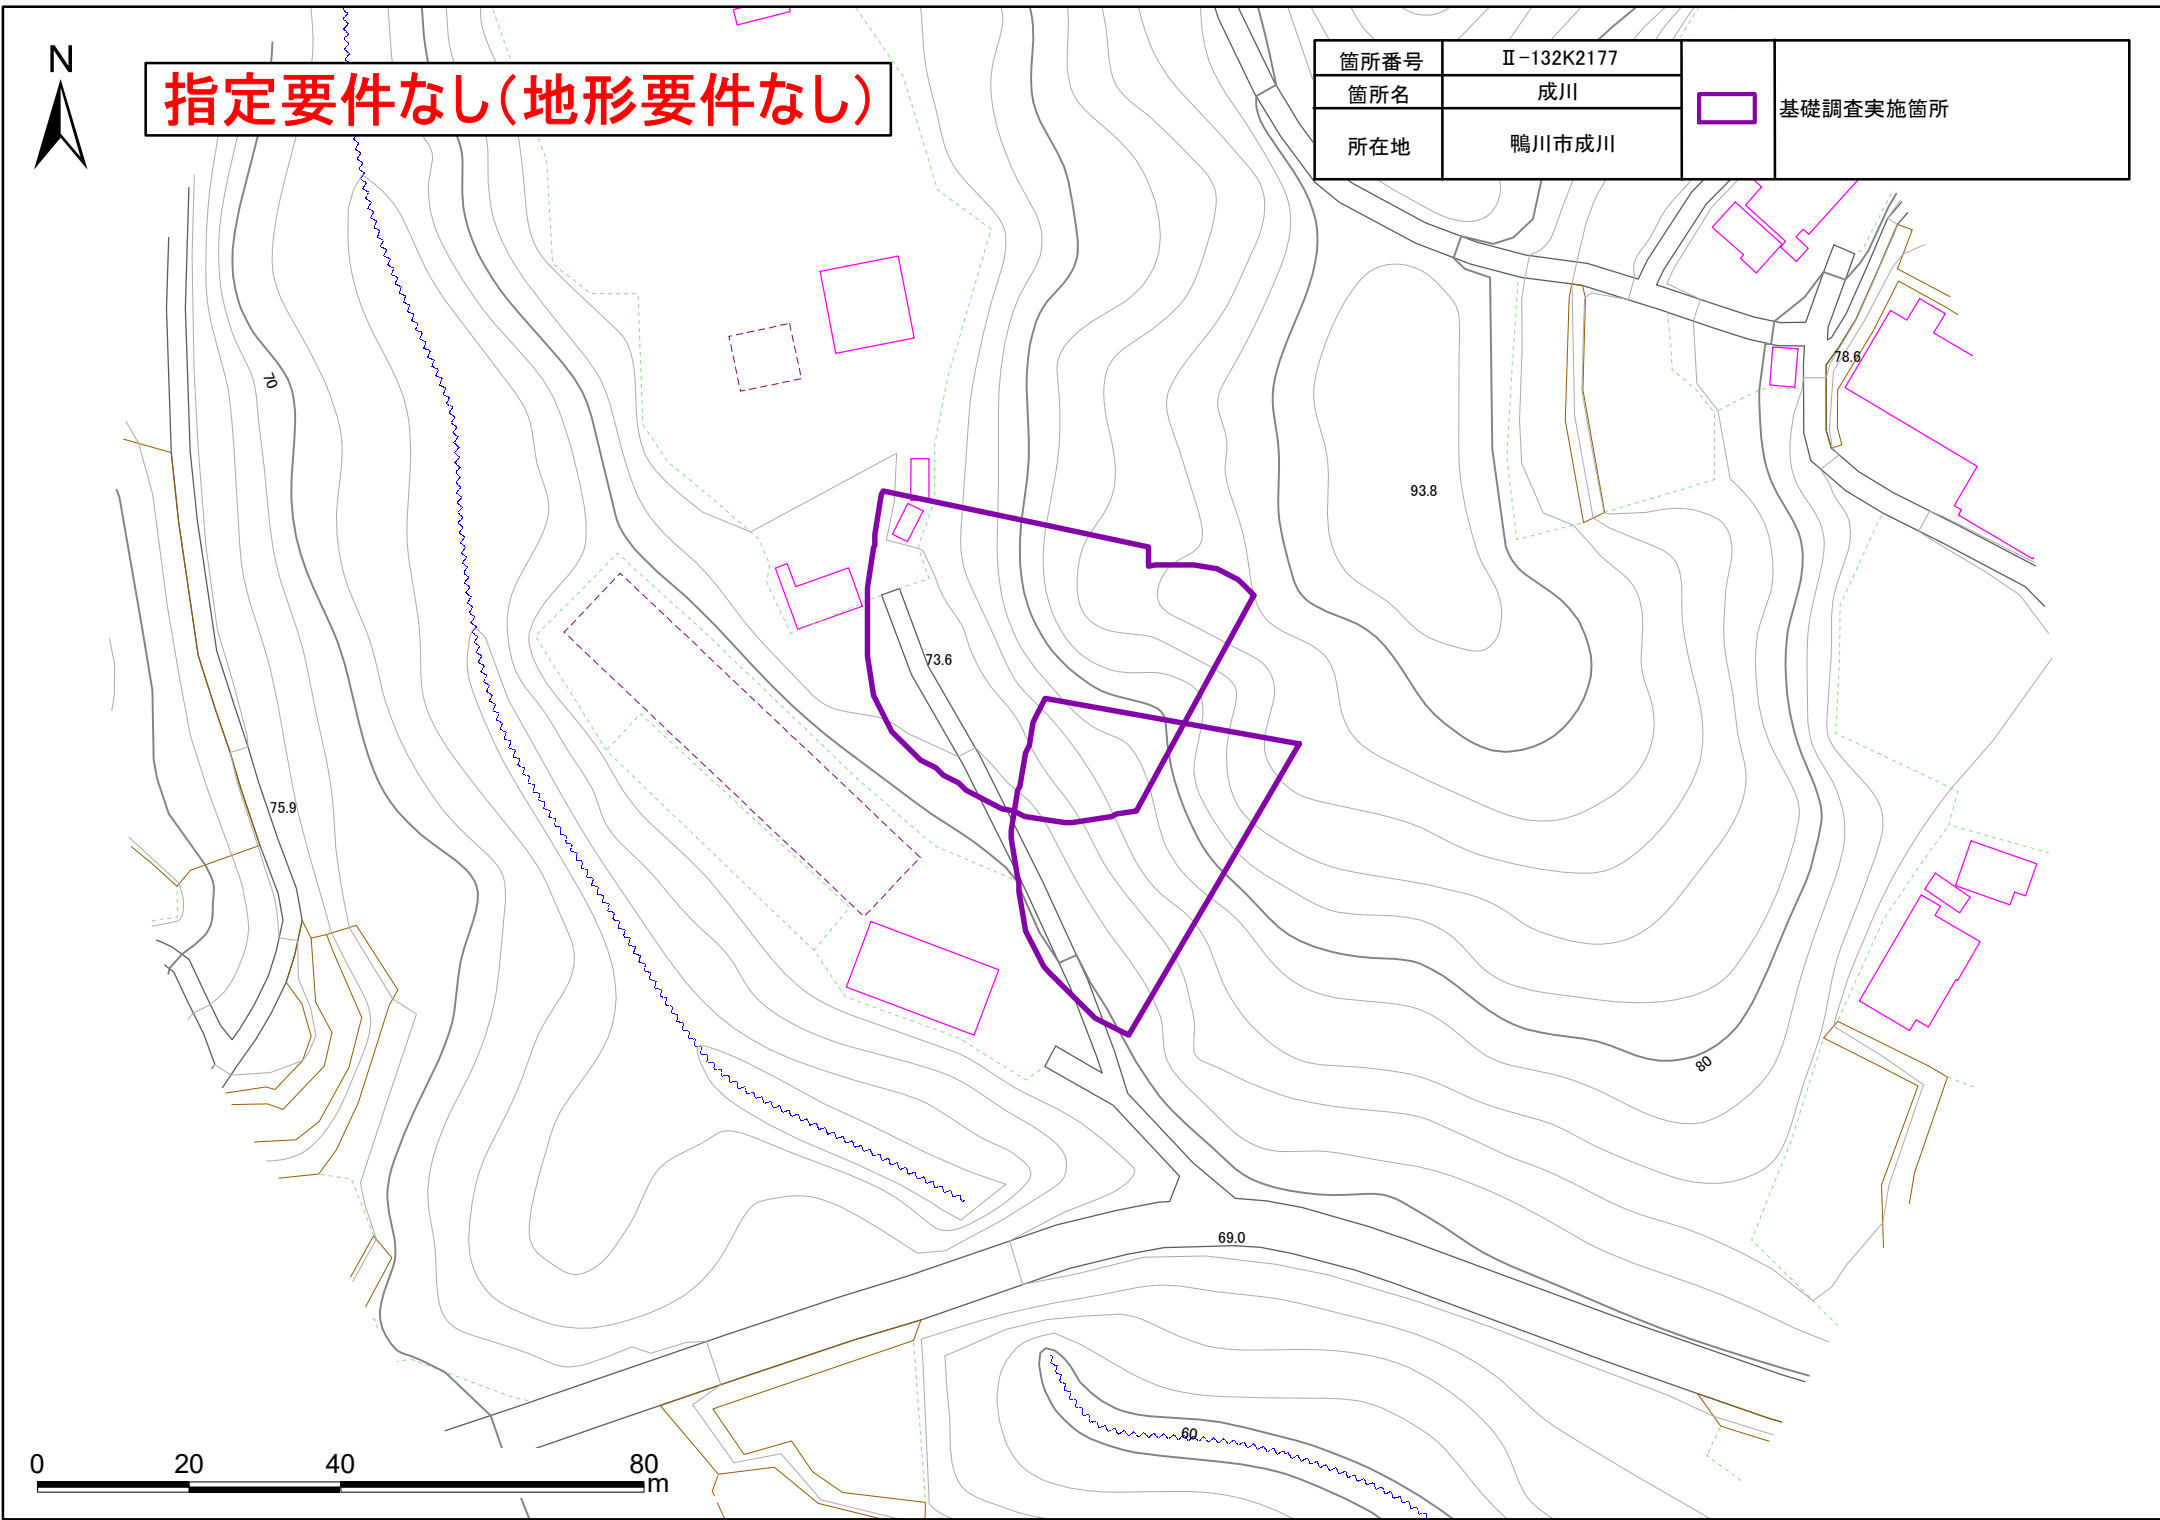 N
指定要件なし(地形要件なし)
箇所番号 Ⅱ-132K2177
箇所名 成川
所在地 鴨川市成川
基礎調査実施箇所
78.6
70
93.8
73.6
75.9
80
69.0
60
0 20 40 80
m